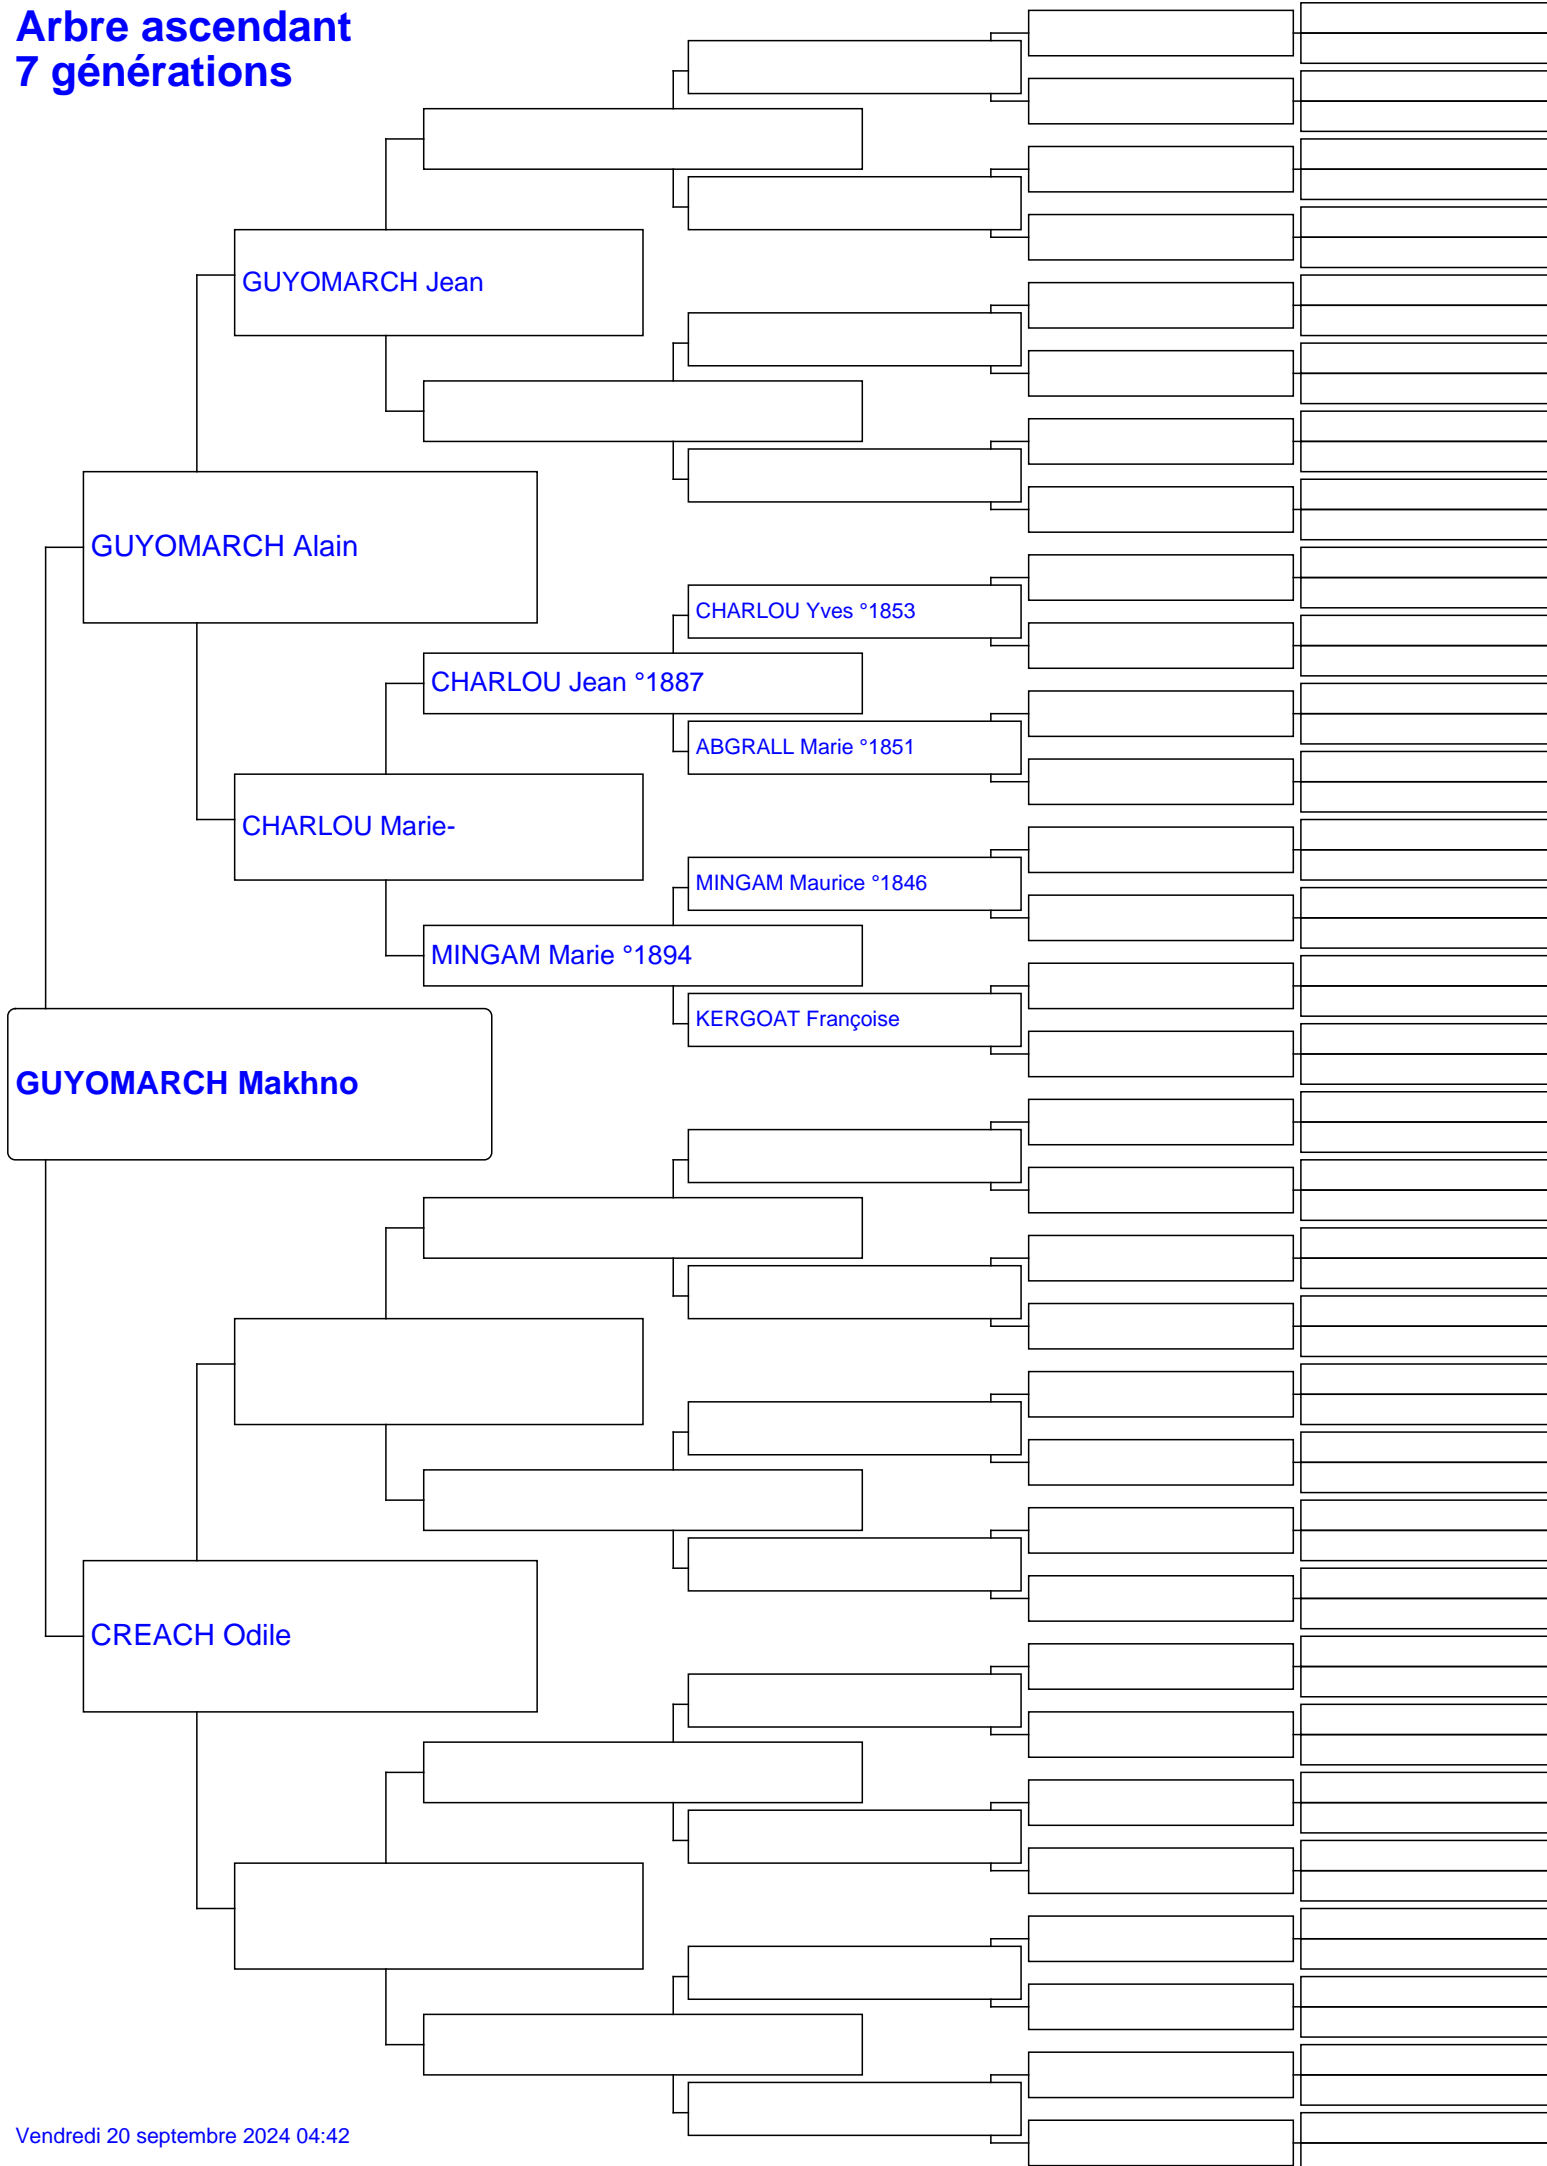 Arbre ascendant
7 générations
GUYOMARCH Jean
GUYOMARCH Alain
CHARLOU Yves °1853
CHARLOU Jean °1887
ABGRALL Marie °1851
CHARLOU Marie-
MINGAM Maurice °1846
MINGAM Marie °1894
KERGOAT Françoise
GUYOMARCH Makhno
CREACH Odile
Vendredi 20 septembre 2024 04:42